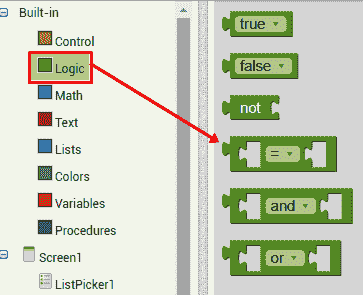 Built-in
Control
Logic
Math
Text
Lists
Colors
Variables
Procedures
Screen1
ListPicker1
true
false
not
=
and
or